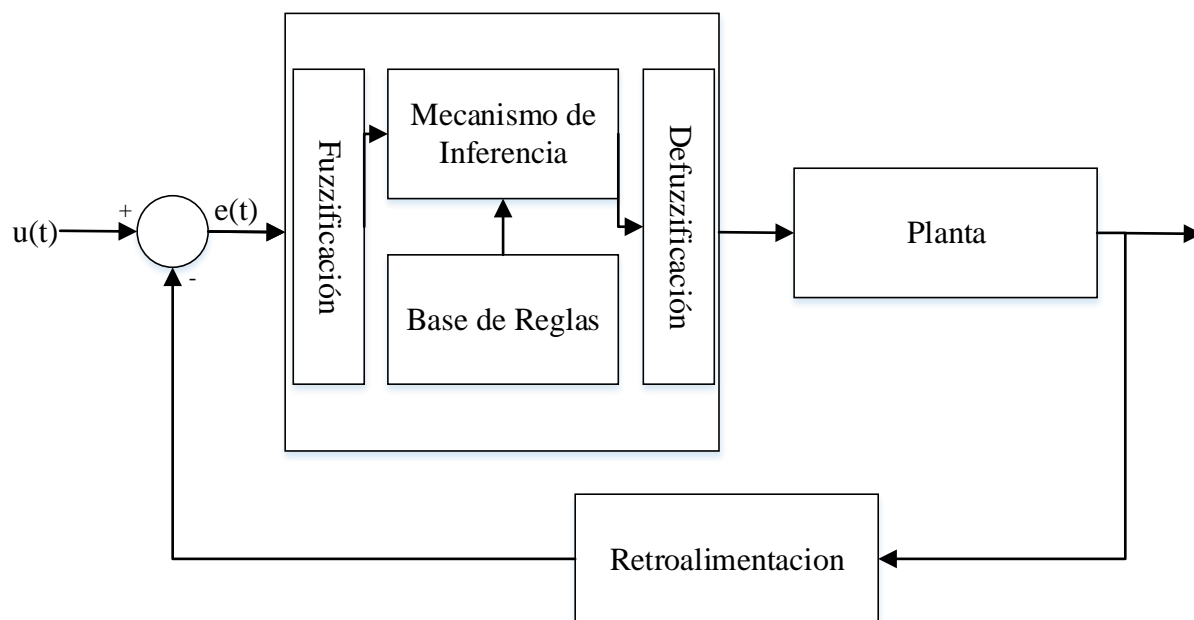 Fuzzificación
Mecanismo de
Inferencia
Defuzzificación
Base de Reglas
u(t)
+
-
e(t)
Planta
Retroalimentacion